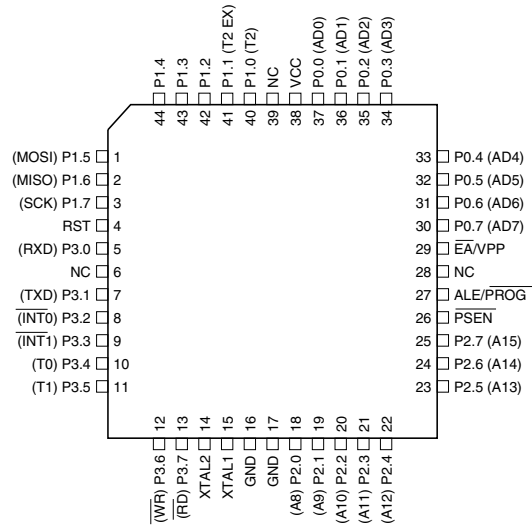 P1.4
P1.3
P1.2
P1.1 (T2 EX)
P1.0 (T2)
NC
VCC
P0.0 (AD0)
P0.1 (AD1)
P0.2 (AD2)
P0.3 (AD3)
44
43
42
41
40
39
38
37
36
35
34
(MOSI) P1.5 1
(MISO) P1.6 2
(SCK) P1.7 3
RST 4
(RXD) P3.0 5
NC 6
(TXD) P3.1 7
(INT0) P3.2 8
(INT1) P3.3 9
(T0) P3.4 10
(T1) P3.5 11
33 P0.4 (AD4)
32 P0.5 (AD5)
31 P0.6 (AD6)
30 P0.7 (AD7)
29 EA/VPP
28 NC
27 ALE/PROG
26 PSEN
25 P2.7 (A15)
24 P2.6 (A14)
23 P2.5 (A13)
12
13
14
15
16
17
18
19
20
21
22
(WR) P3.6
(RD) P3.7
XTAL2
XTAL1
GND
GND
(A8) P2.0
(A9) P2.1
(A10) P2.2
(A11) P2.3
(A12) P2.4